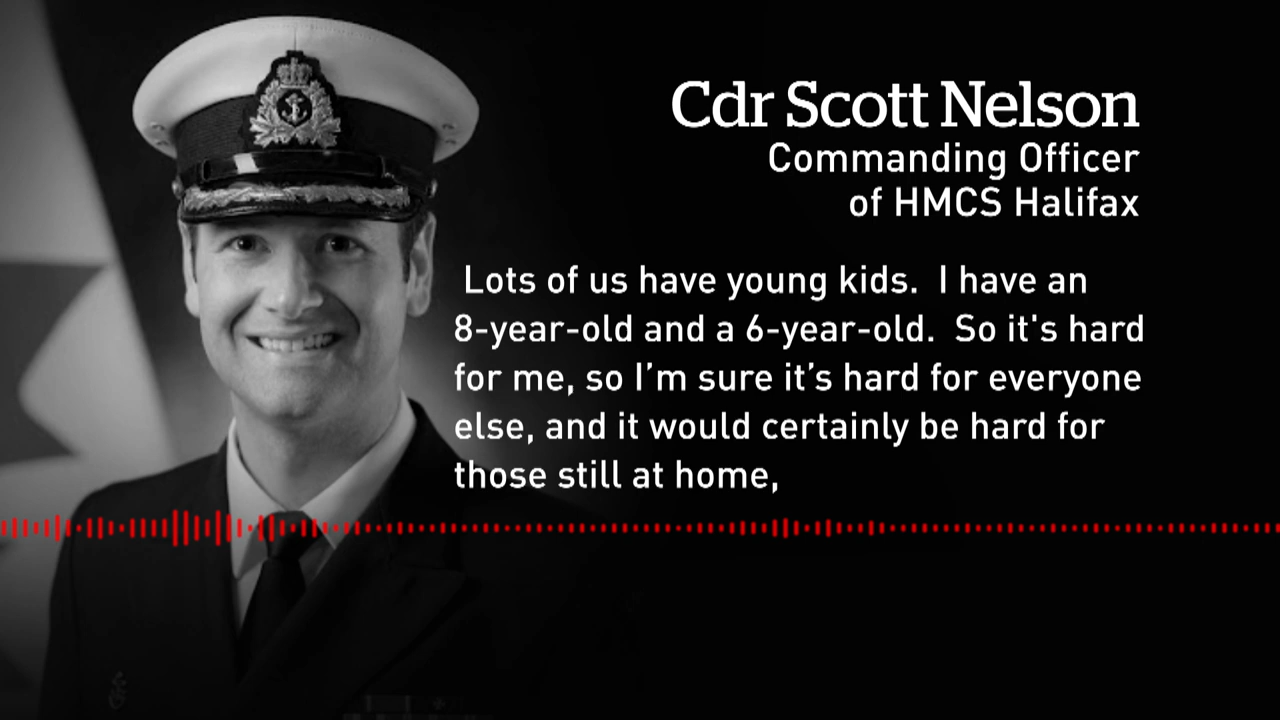 Cdr Scott Nelson
Commanding Officer
of HMCS Halifax
Lots of us have young kids. I have an
8-year-old and a 6-year-old. So it's hard
for me, so I’m sure it’s hard for everyone
else, and it would certainly be hard for
those still at home,